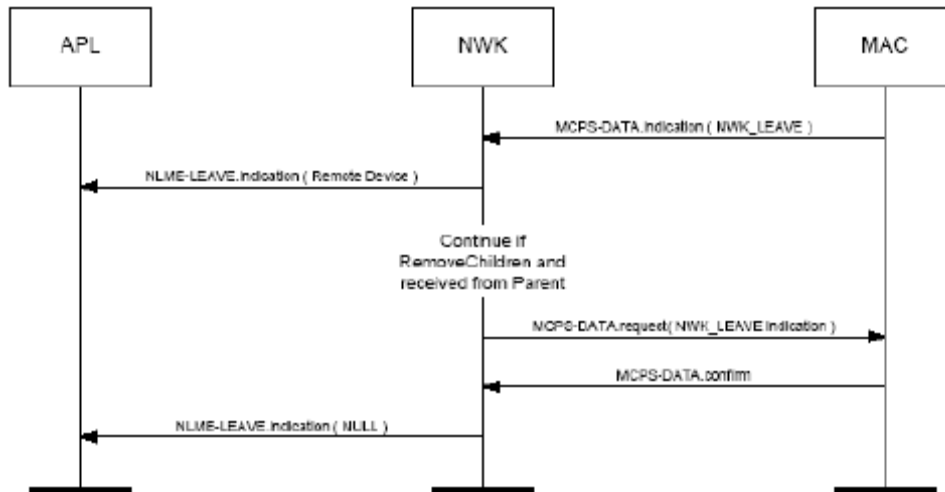 APL
NWK
MAC
MCPS-DATA.indication ( NWK_LEAVE )
NLME-LEAVE.indication ( Remote Device )
Continue if
RemoveChildren and
received from Parent
MCPS-DATA.request( NWK_LEAVE indication )
MCPS-DATA.confirm
NLME-LEAVE.indication ( NULL )